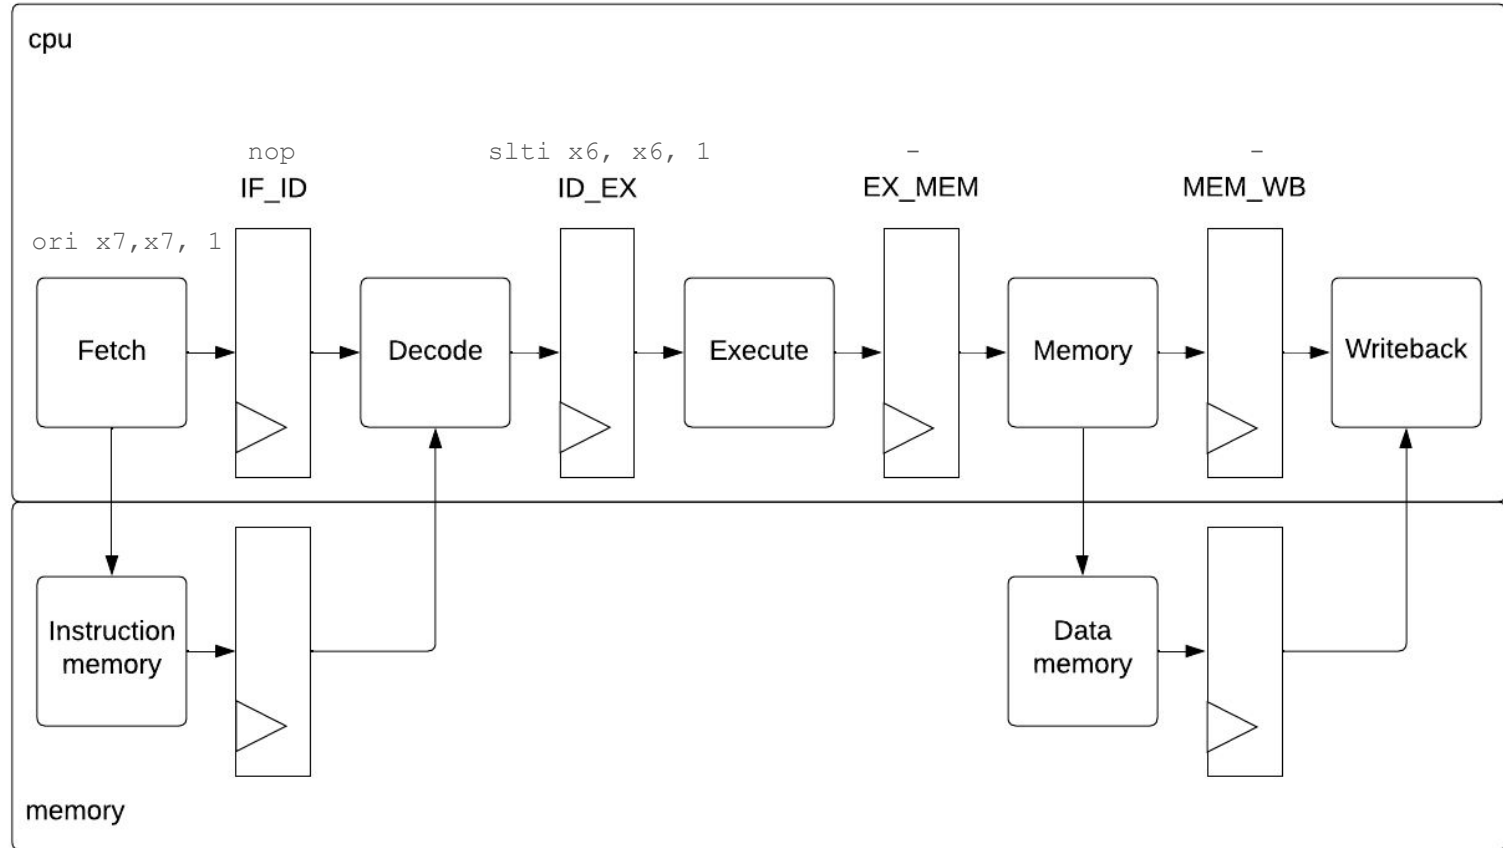 cpu
nop
slti x6, x6, 1
-
-
IF_ID
ID_EX
EX_MEM
MEM_WB
ori x7,x7, 1
Fetch
Decode
Execute
Memory
Writeback
Instruction
memory
Data
memory
memory